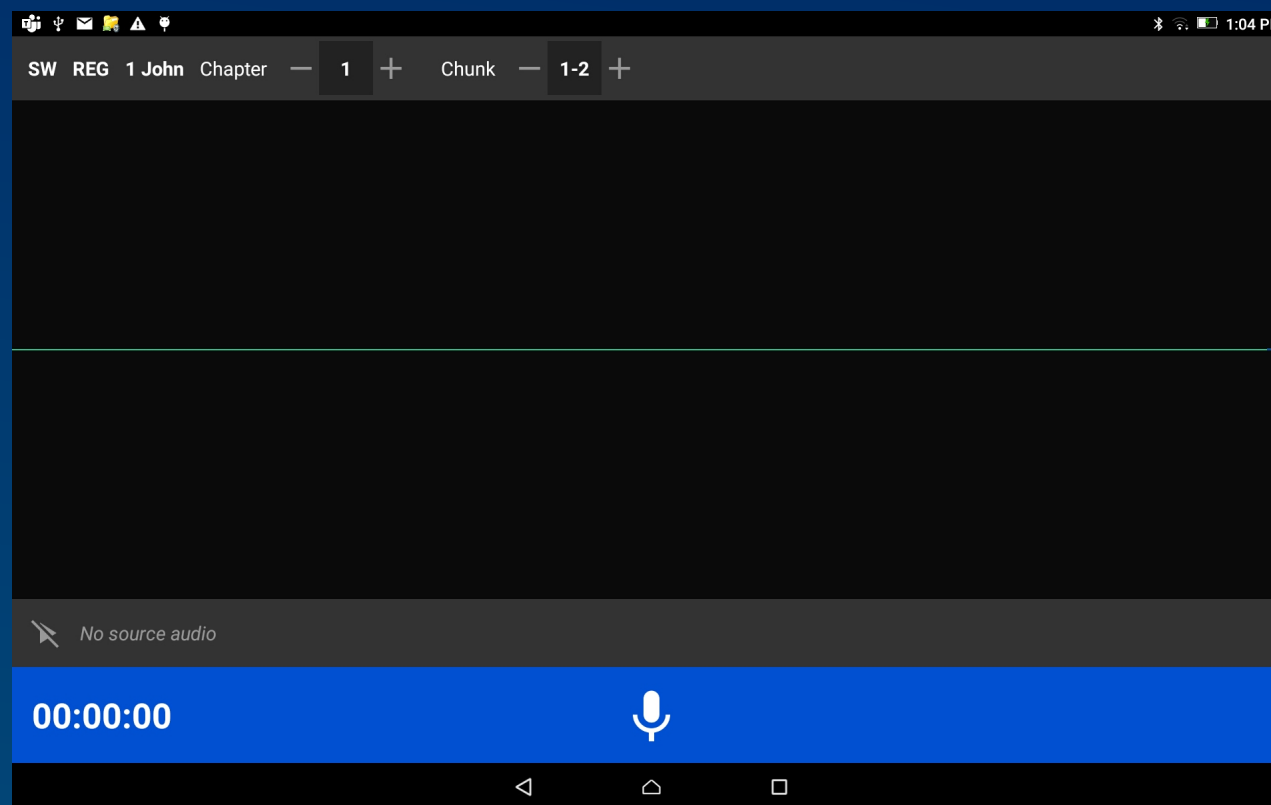 1:04 P
SW REG 1 John Chapter — 1 + Chunk — 1-2 +
No source audio
00:00:00